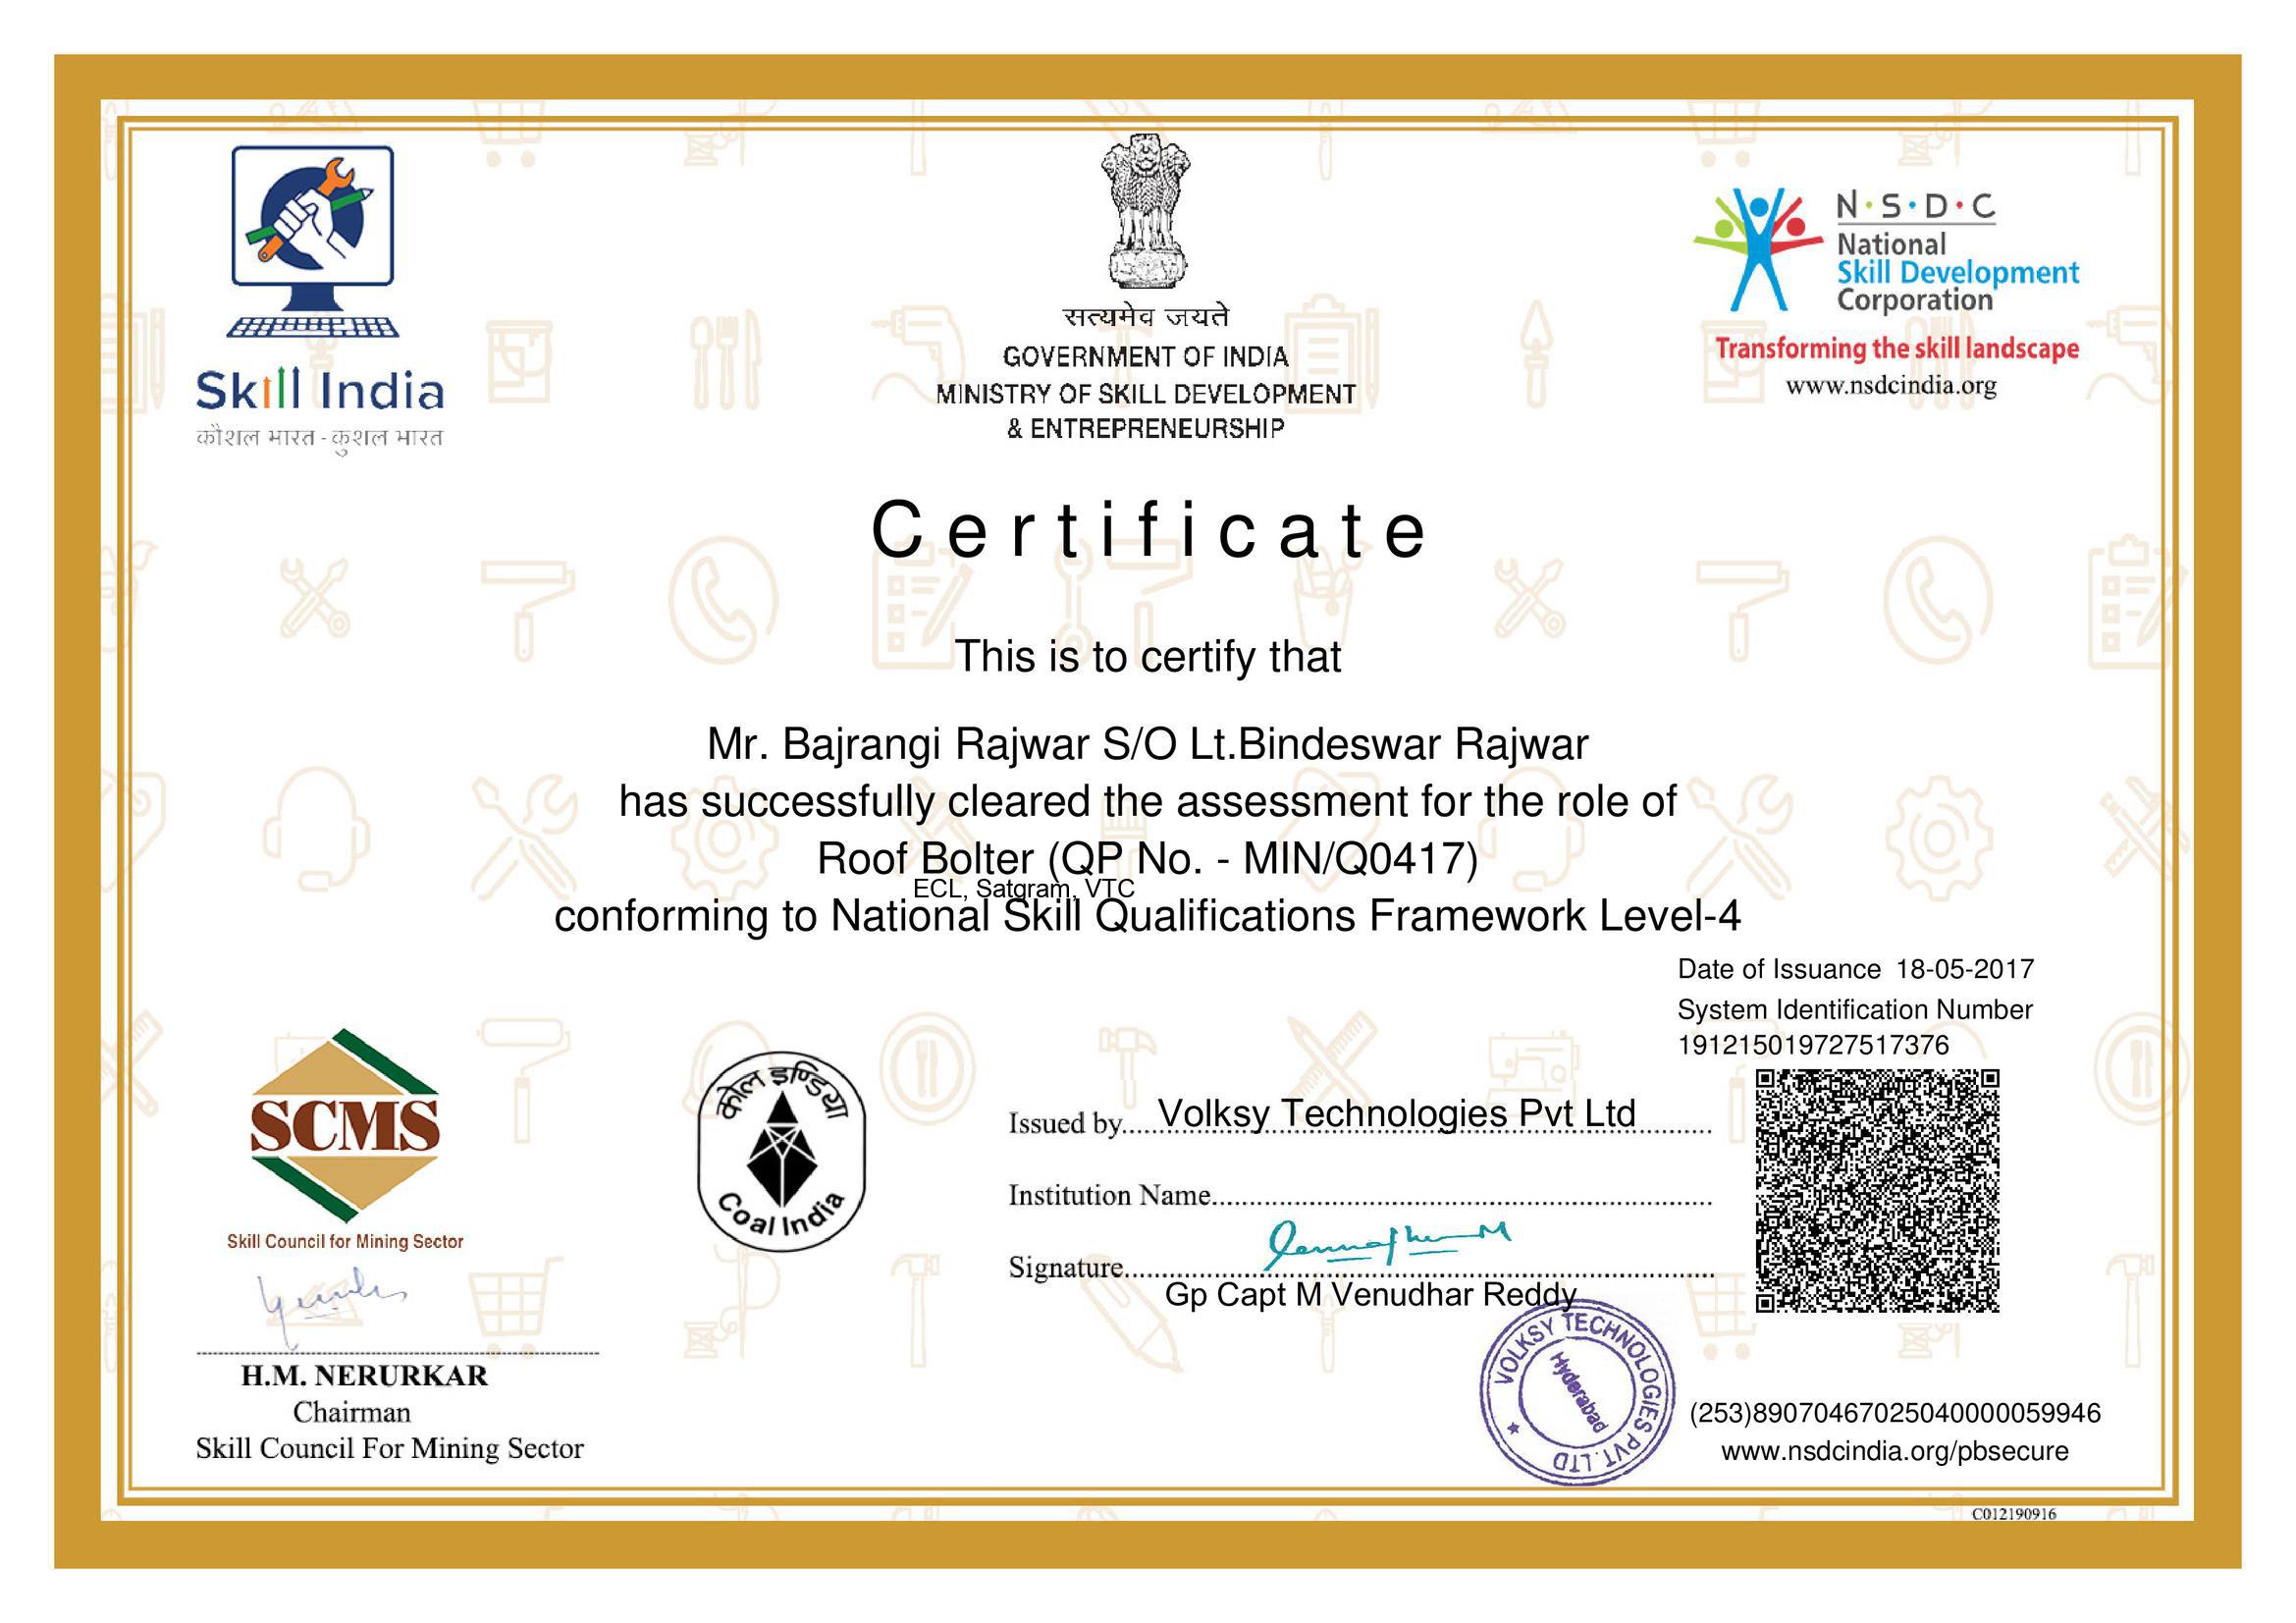 Skill India
कौशल भारत - कुशल भारत
सत्यमेव जयते
GOVERNMENT OF INDIA
MINISTRY OF SKILL DEVELOPMENT
& ENTREPRENEURSHIP
N·S·D·C
National
Skill Development
Corporation
Transforming the skill landscape
www.nsdcindia.org
Certificate
This is to certify that
Mr. Bajrangi Rajwar S/O Lt.Bindeswar Rajwar
has successfully cleared the assessment for the role of
Roof Bolter (QP No. - MIN/Q0417)
ECL, Satgram, VTC
conforming to National Skill Qualifications Framework Level-4
Date of Issuance 18-05-2017
System Identification Number
191215019727517376
SCMS
Skill Council for Mining Sector
H.M. NERURKAR
Chairman
Skill Council For Mining Sector
कोल इण्डिया
Coal India
Issued by.....Volksy Technologies Pvt Ltd
Institution Name
Signature
Gp Capt M Venudhar Reddy
VOLKSY TECHNOLOGIES PVT. LTD
Hyderabad
(253)89070467025040000059946
www.nsdcindia.org/pbsecure
C012190916